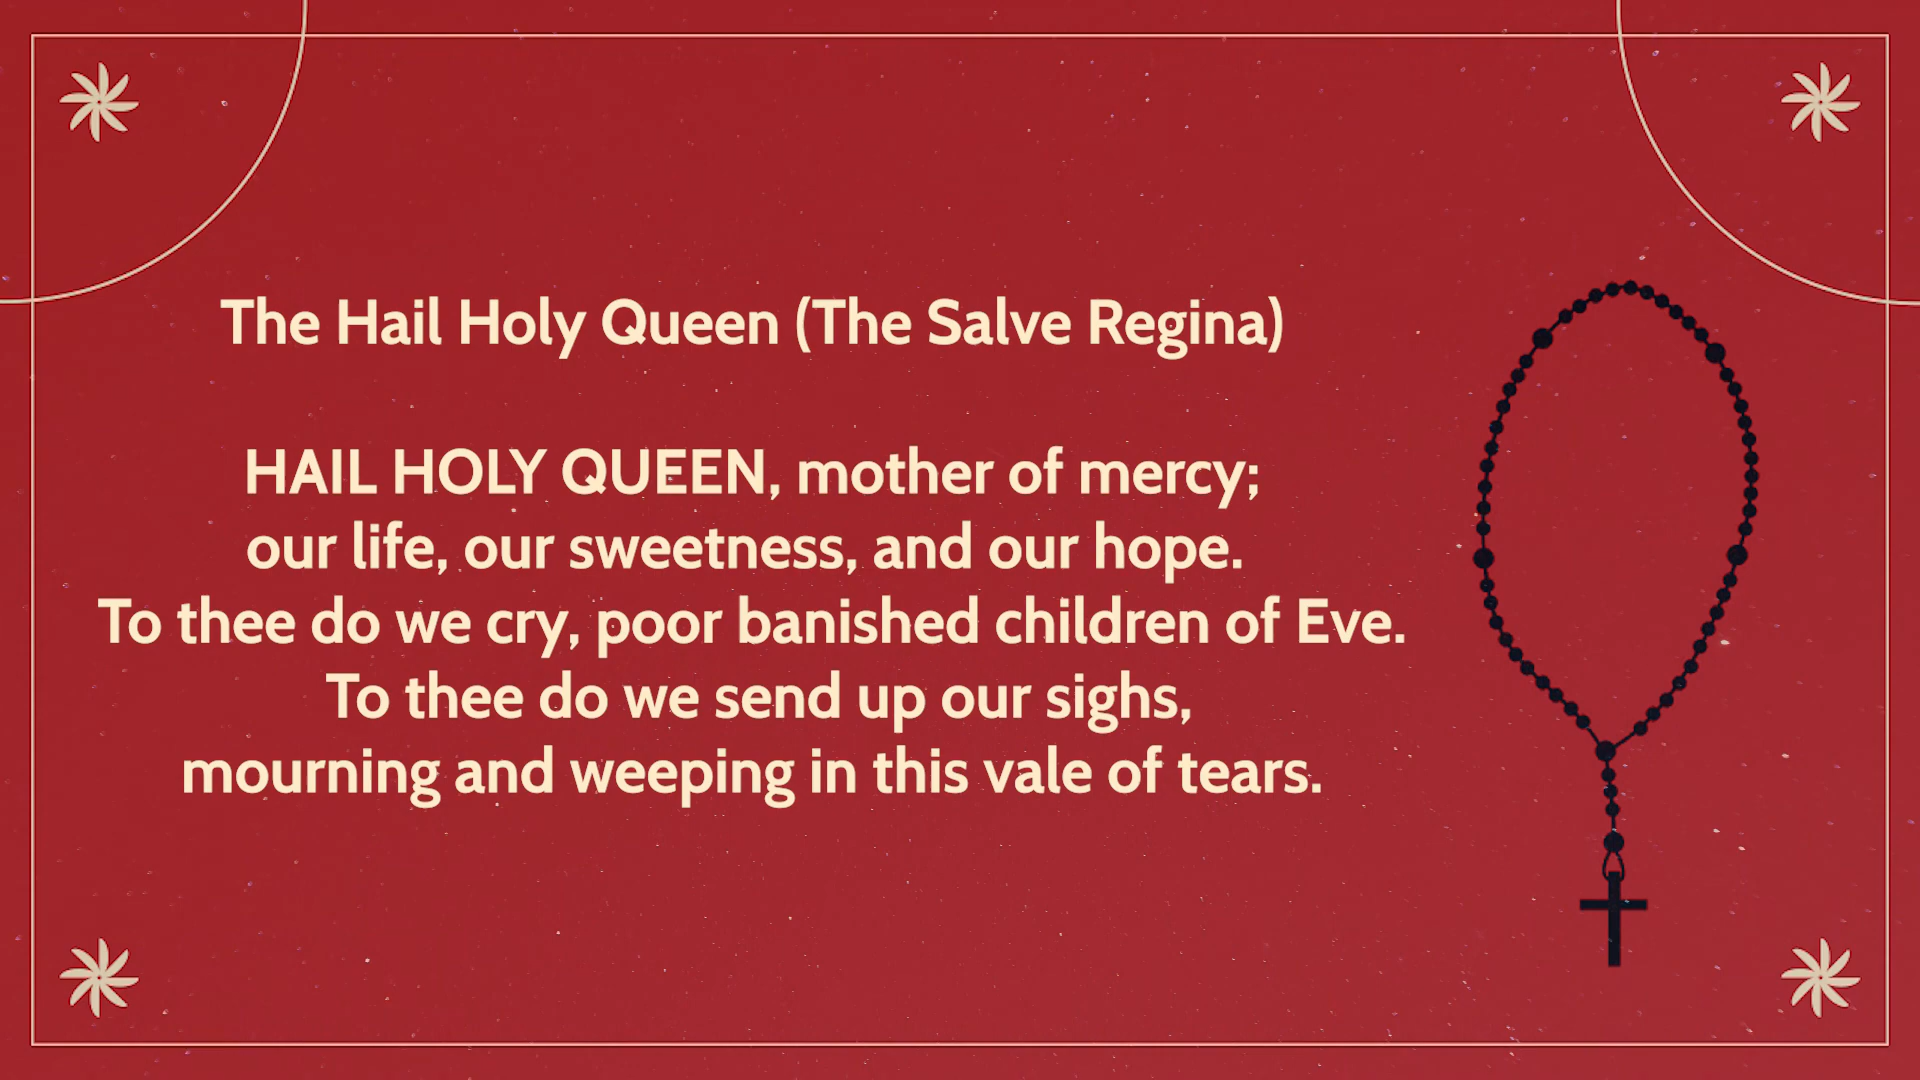 The Hail Holy Queen (The Salve Regina)
HAIL HOLY QUEEN, mother of mercy;
our life, our sweetness, and our hope.
To thee do we cry, poor banished children of Eve.
To thee do we send up our sighs,
mourning and weeping in this vale of tears.